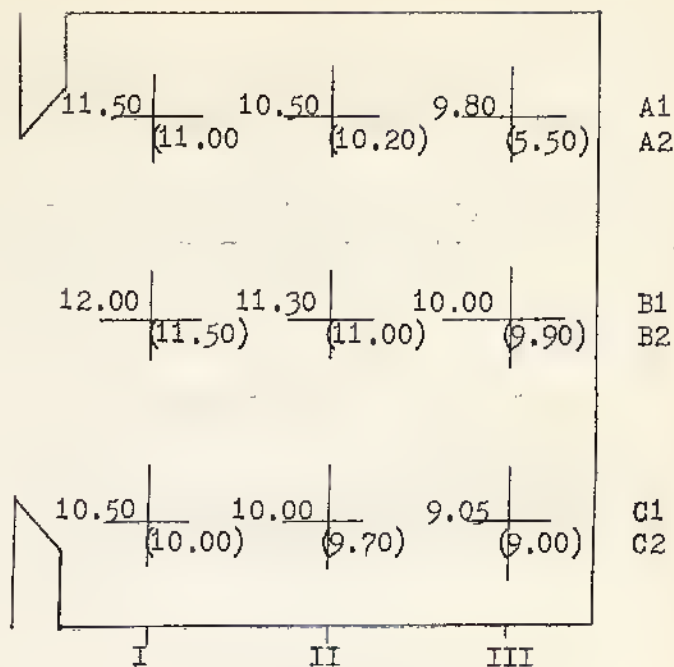 11.50 10.50 9.80 A1
(11.00 (10.20) (5.50) A2
12.00 11.30 10.00 B1
(11.50) (11.00) (9.90) B2
10.50 10.00 9.05 C1
(10.00) (9.70) (9.00) C2
I II III